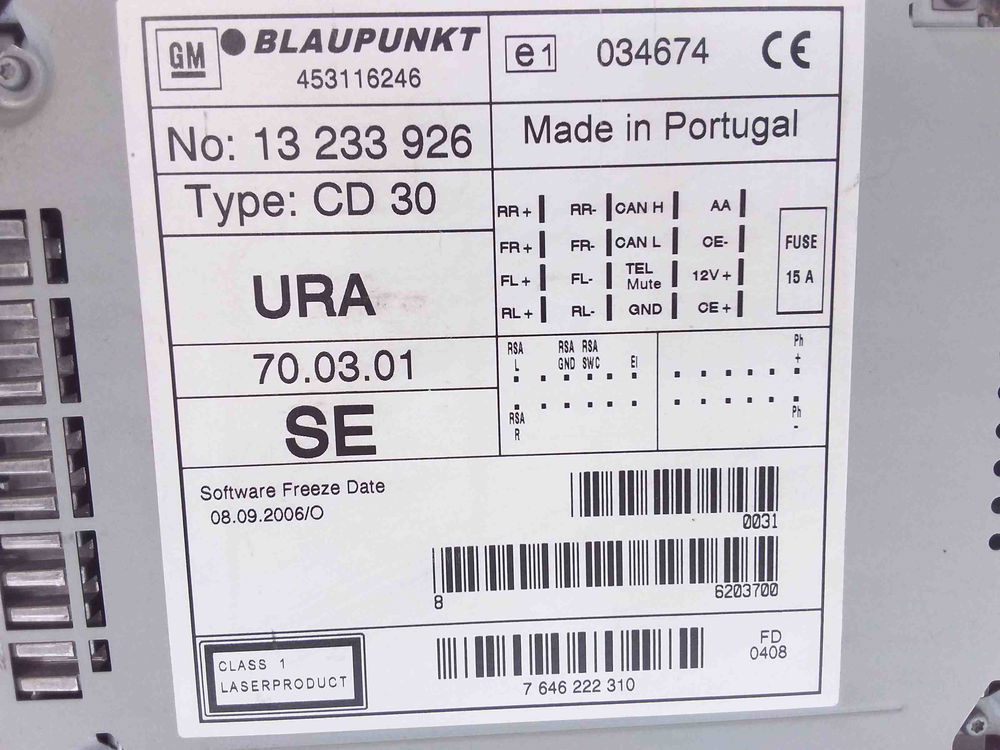 GM
BLAUPUNKT
453116246
e1 034674 CE
No: 13 233 926
Made in Portugal
Type: CD 30
RR+ RR- CAN H AA
FR+ FR- CAN L CE-
FL+ FL- TEL Mute 12V+
RL+ RL- GND CE+
FUSE
15 A
URA
70.03.01
SE
RSA L
RSA GND
RSA SWC
EI
Ph +
RSA R
Ph -
Software Freeze Date
08.09.2006/O
0031
8 6203700
CLASS 1
LASERPRODUCT
7 646 222 310
FD
0408